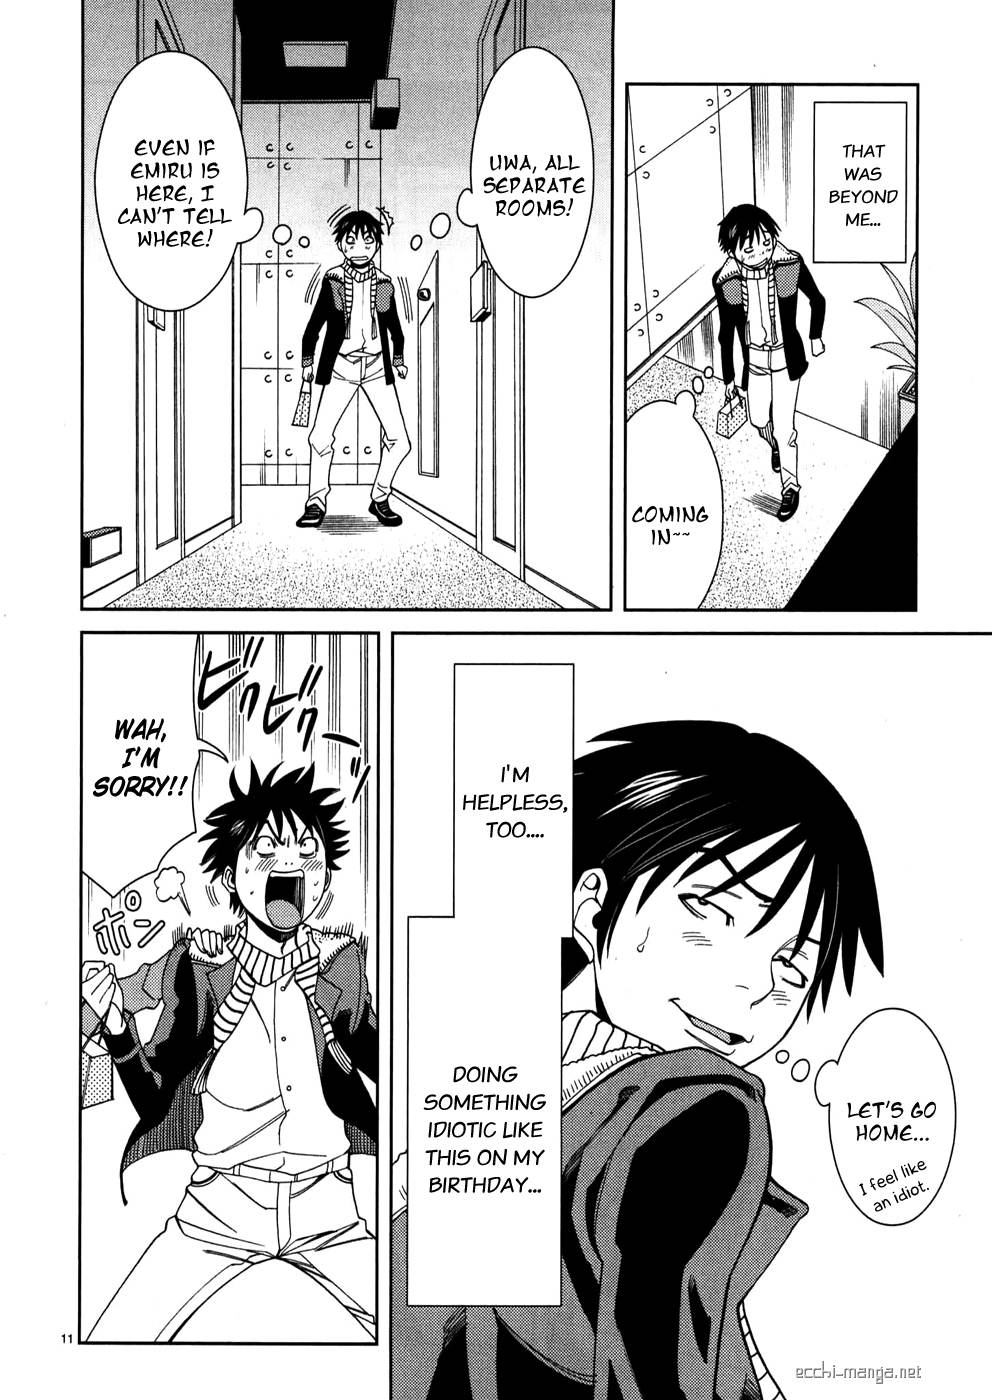 THAT
WAS
BEYOND
ME...
COMING
IN~~
UWA, ALL
SEPARATE
ROOMS!
EVEN IF
EMIRU IS
HERE, I
CAN'T TELL
WHERE!
I'M
HELPLESS,
TOO....
DOING
SOMETHING
IDIOTIC LIKE
THIS ON MY
BIRTHDAY...
LET'S GO
HOME...
I feel like
an idiot.
ビクビクー
WAH,
I'M
SORRY!!
ポン
11
ecchi-manga.net